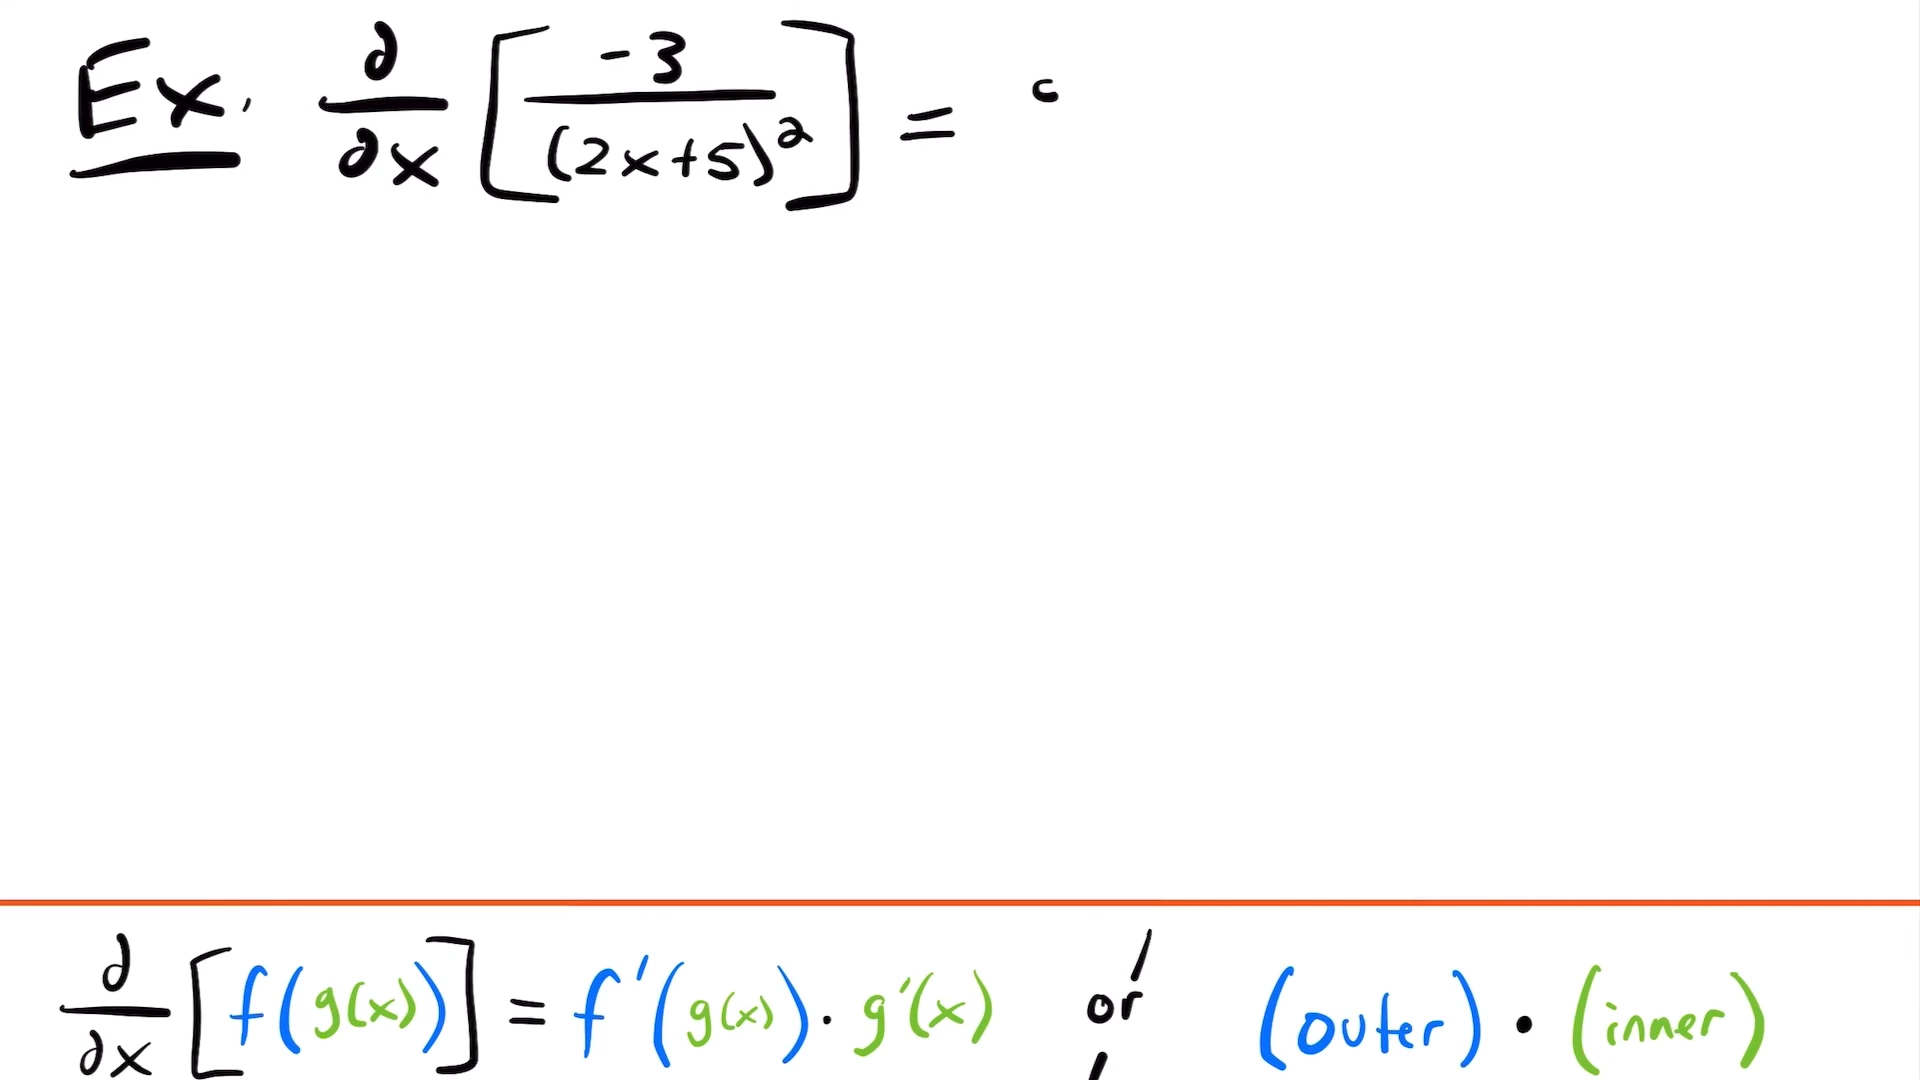 Ex. ∂/∂x [ -3/(2x+5)² ] =
∂/∂x [f(g(x))] = f'(g(x)) · g'(x) or (outer) · (inner)